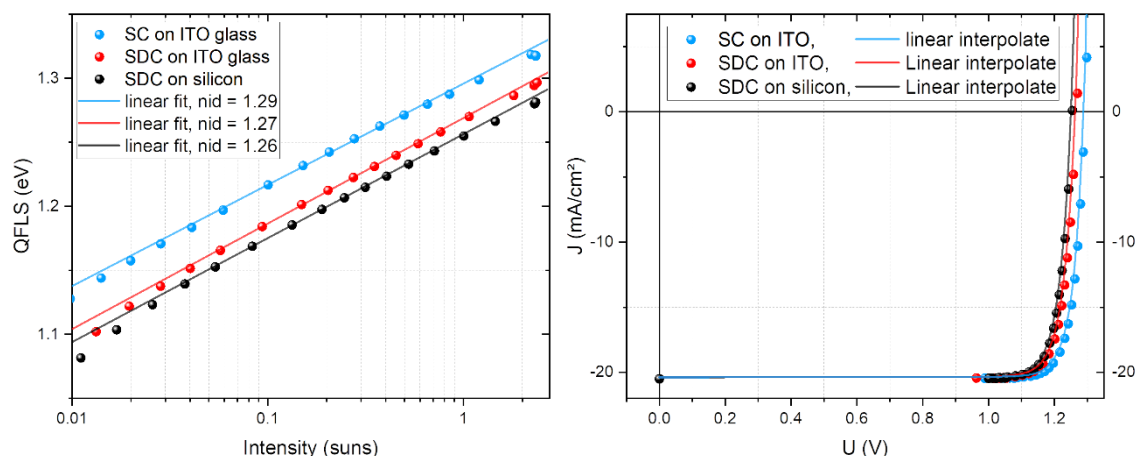 SC on ITO glass
SDC on ITO glass
SDC on silicon
linear fit, nid = 1.29
linear fit, nid = 1.27
linear fit, nid = 1.26
1.3
1.2
1.1
QFLS (eV)
0.01
0.1
1
Intensity (suns)
SC on ITO, linear interpolate
SDC on ITO, Linear interpolate
SDC on silicon, Linear interpolate
0
-10
-20
J (mA/cm²)
0
-10
-20
0.0
0.2
0.4
0.6
0.8
1.0
1.2
U (V)